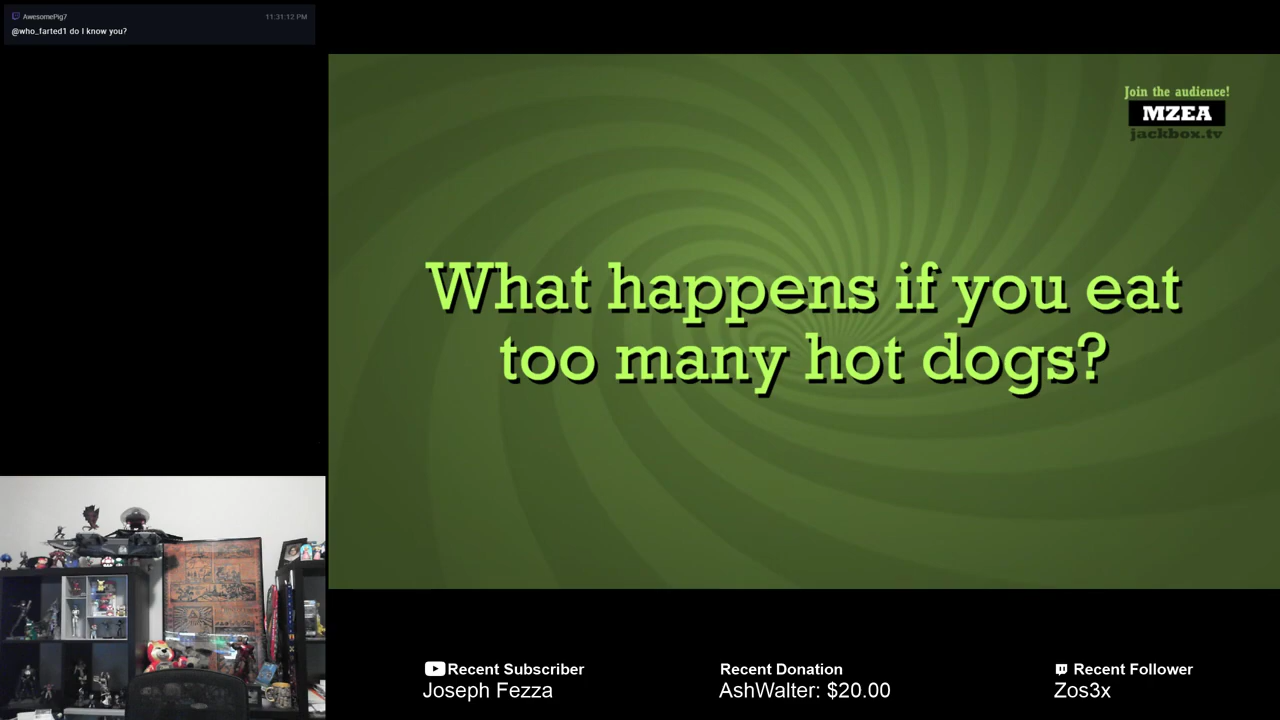 AwesomePig7 11:31:12 PM
@who_farted1 do I know you?
Join the audience!
MZEA
jackbox.tv
What happens if you eat
too many hot dogs?
Recent Subscriber
Joseph Fezza
Recent Donation
AshWalter: $20.00
Recent Follower
Zos3x